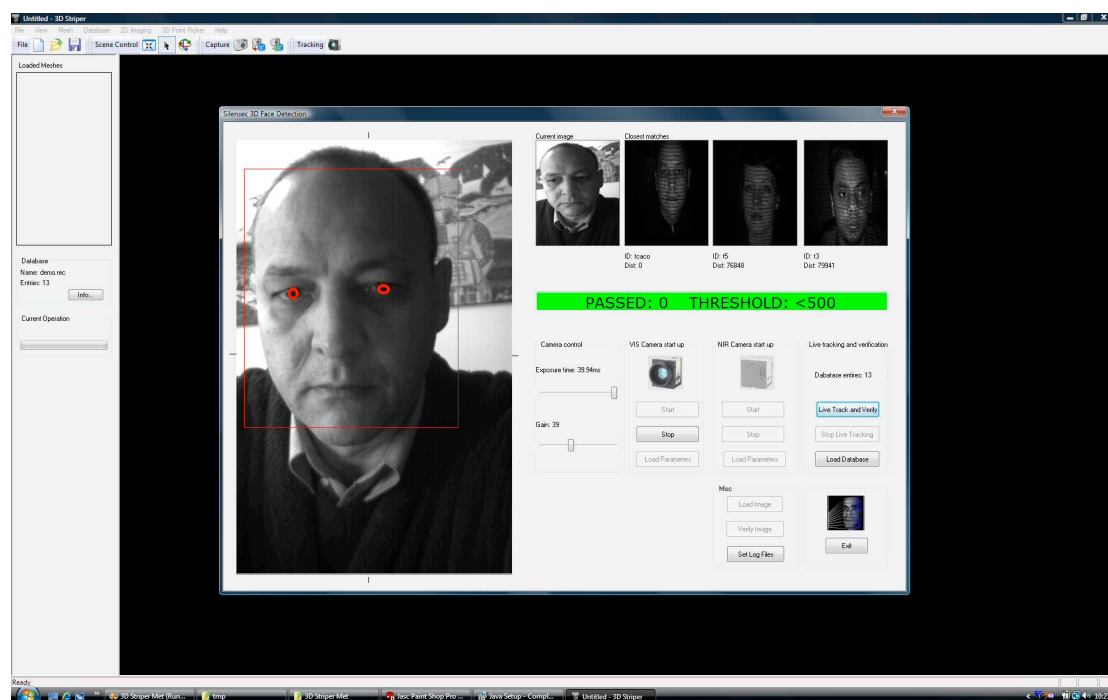 Untitled - 3D Striper
File View Mesh Database 2D Imaging 3D Point Picker Help
File Scene Control Capture Tracking
Loaded Meshes
Database
Name: demo.rec
Entries: 13
Info...
Current Operation
Silensec 3D Face Detection
Current image Closest matches
ID: tcaco ID: t5 ID: t3
Dist: 0 Dist: 76848 Dist: 79941
PASSED: 0 THRESHOLD: <500
Camera control VIS Camera start up NIR Camera start up Live tracking and verification
Exposure time: 39.94ms
Dabatase entires: 13
Start Start Live Track and Verify
Gain: 39
Stop Stop Stop Live Tracking
Load Parameters Load Parameters Load Database
Misc
Load Image
Verify Image
Exit
Set Log Files
Ready
3D Striper Met (Run... tmp 3D Striper Met Jasc Paint Shop Pro ... Java Setup - Compl... Untitled - 3D Striper